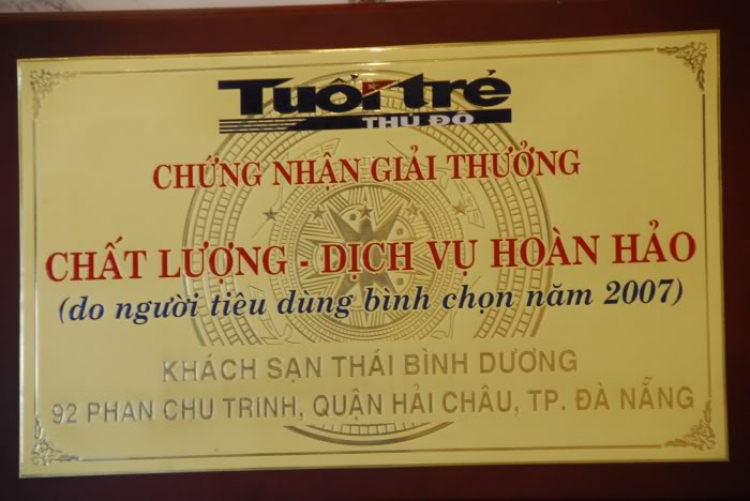 Tuổi trẻ
THỦ ĐÔ
CHỨNG NHẬN GIẢI THƯỞNG
CHẤT LƯỢNG - DỊCH VỤ HOÀN HẢO
(do người tiêu dùng bình chọn năm 2007)
KHÁCH SẠN THÁI BÌNH DƯƠNG
92 PHAN CHU TRINH, QUẬN HẢI CHÂU, TP. ĐÀ NẴNG